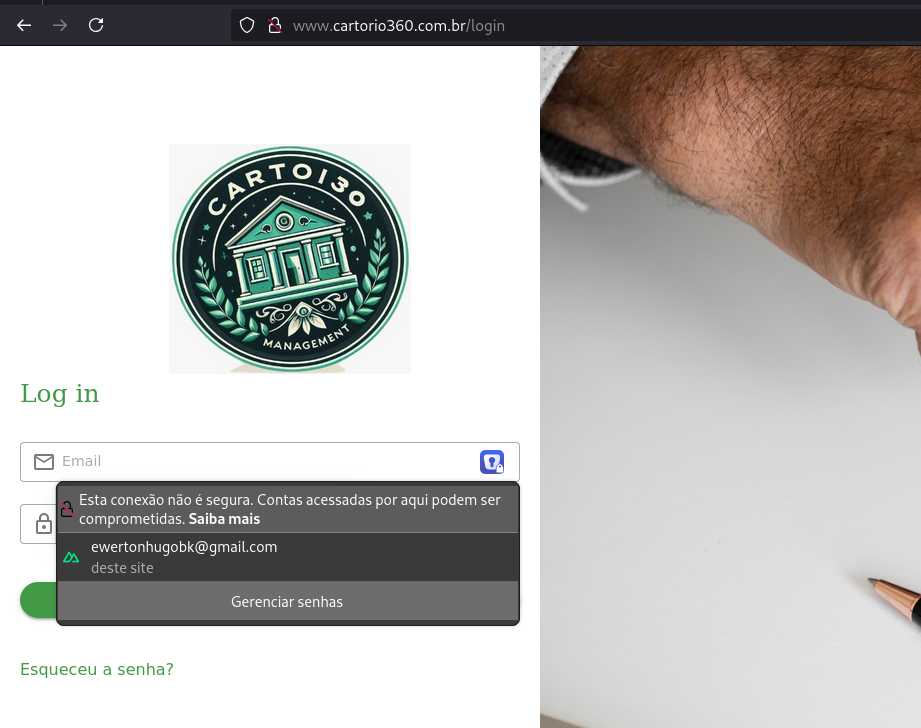 www.cartorio360.com.br/login
CARTO130
MANAGEMENT
Log in
Email
Esta conexão não é segura. Contas acessadas por aqui podem ser
comprometidas. Saiba mais
ewertonhugobk@gmail.com
deste site
Gerenciar senhas
Esqueceu a senha?